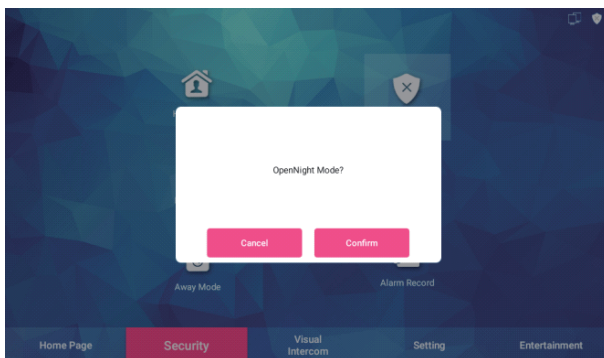 OpenNight Mode?
Cancel
Confirm
Away Mode
Alarm Record
Home Page
Security
Visual
Intercom
Setting
Entertainment